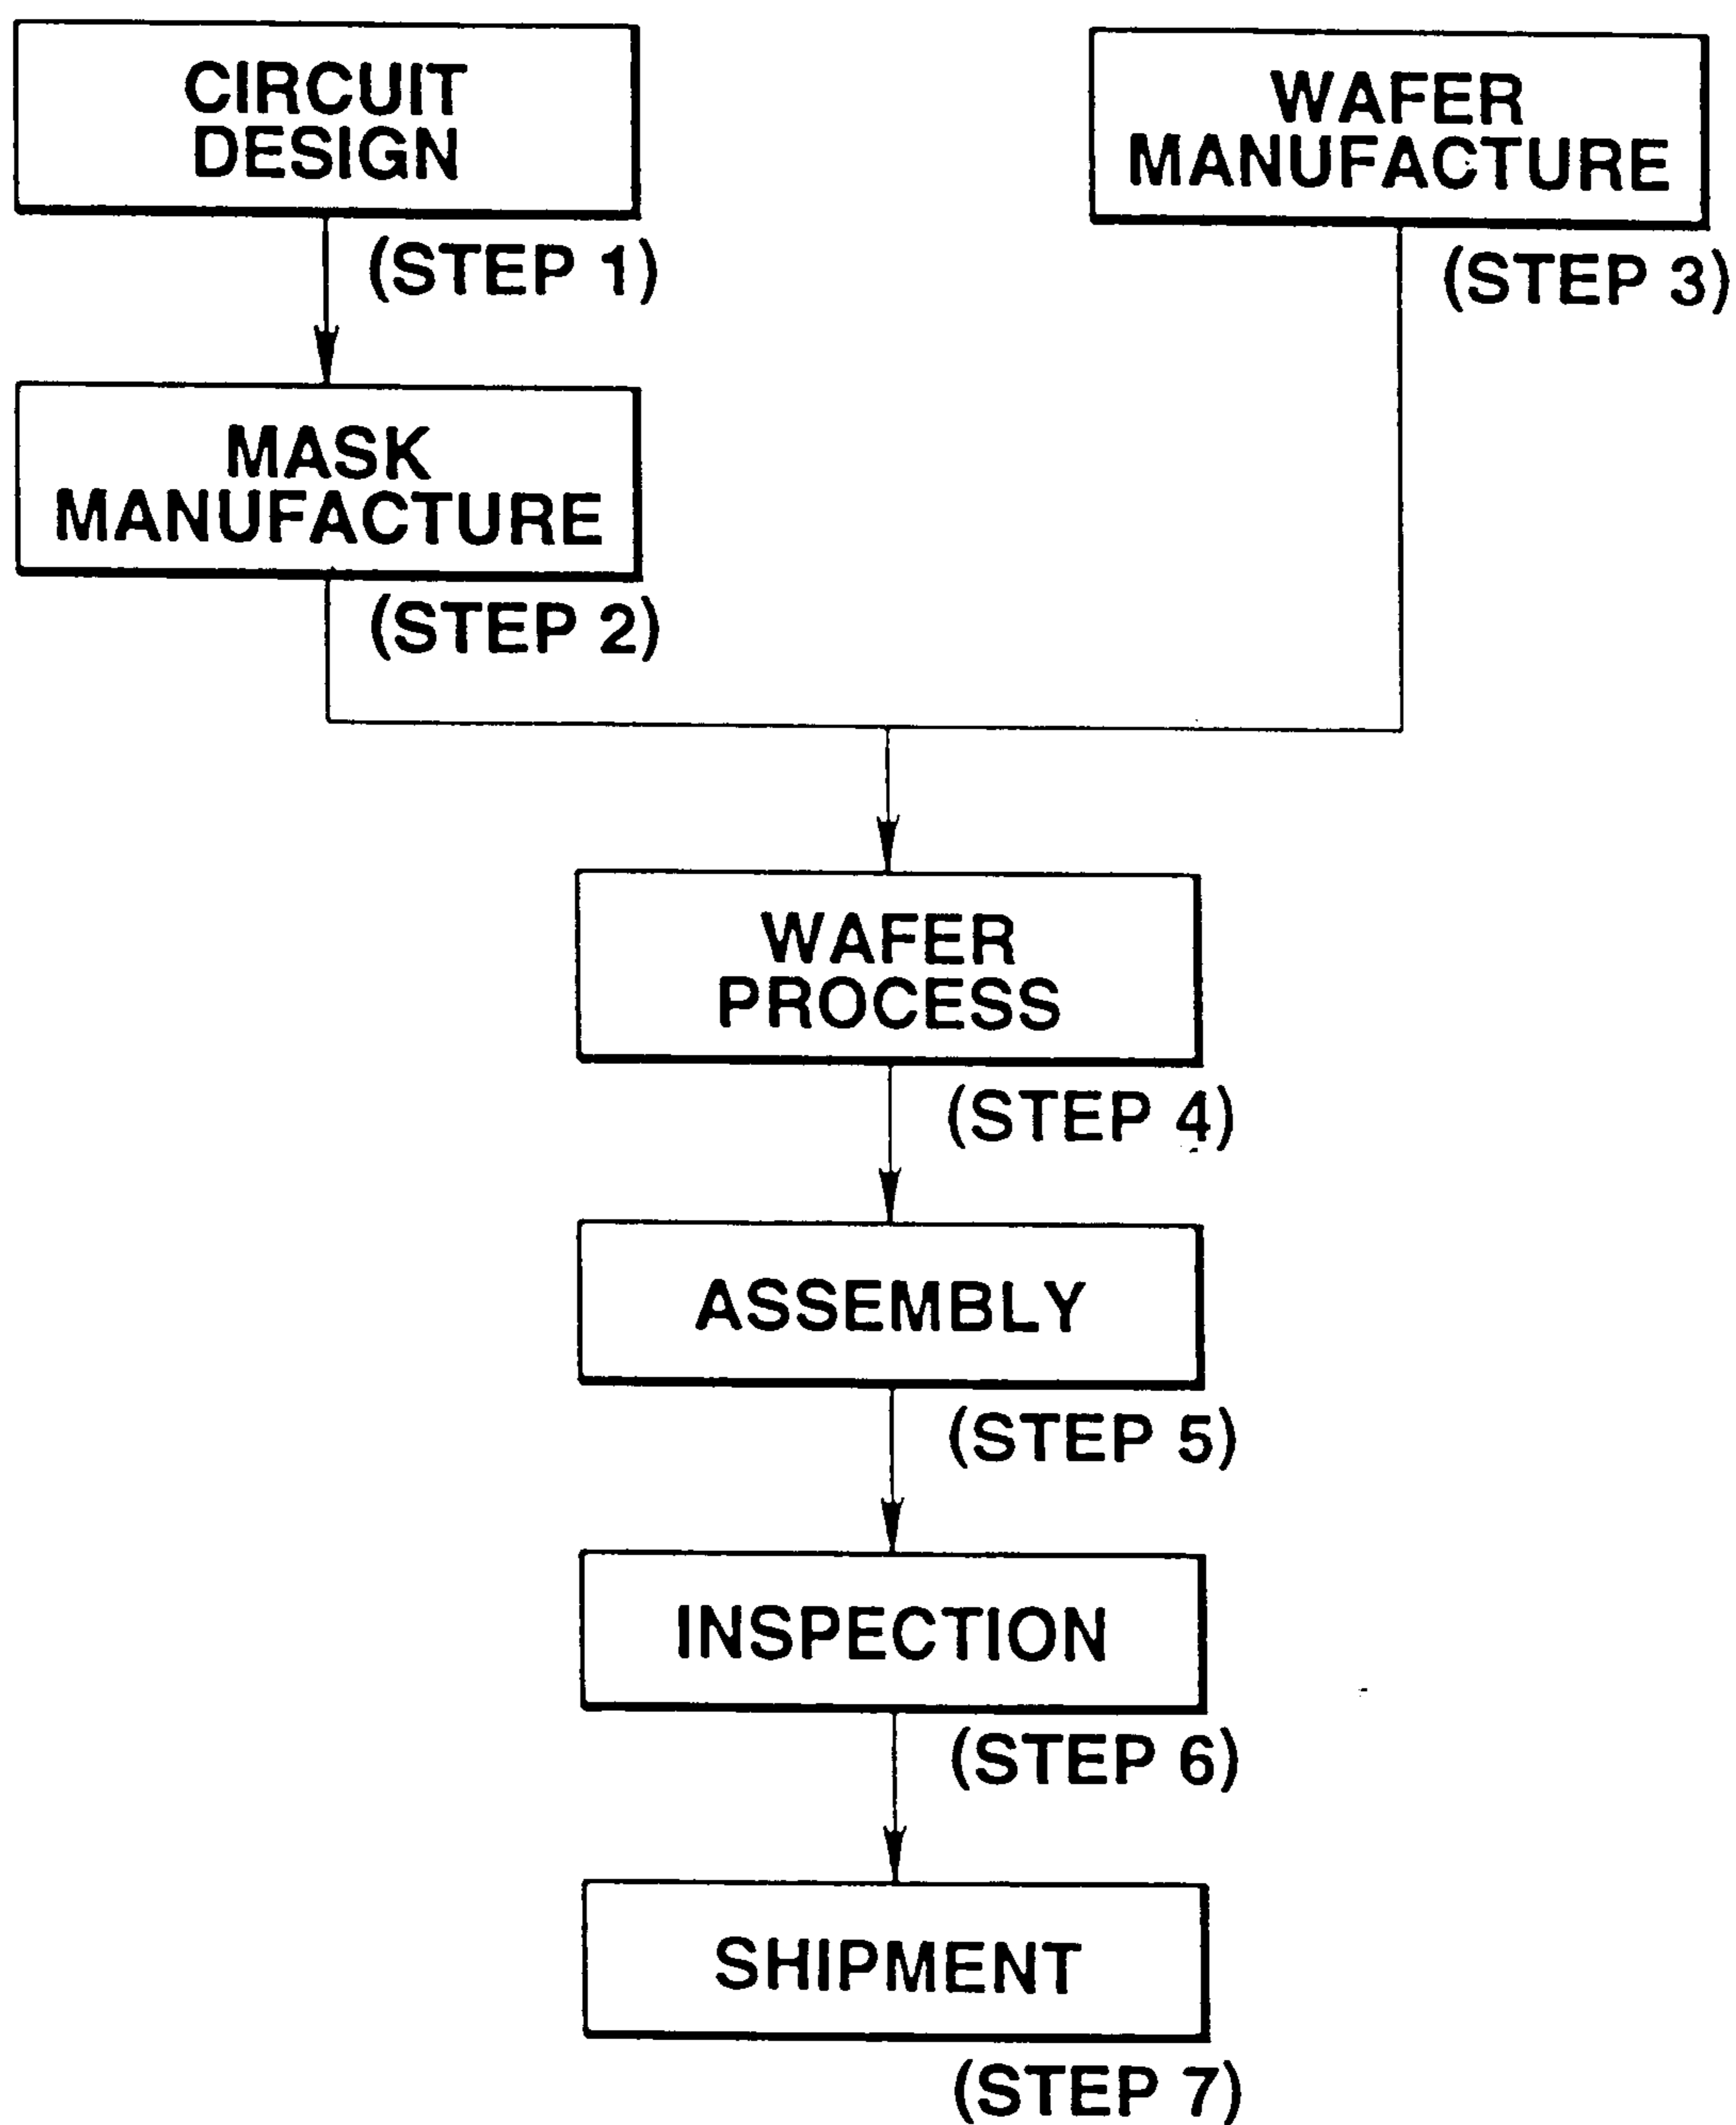 CIRCUIT
DESIGN
(STEP 1)
MASK
MANUFACTURE
(STEP 2)
WAFER
MANUFACTURE
(STEP 3)
WAFER
PROCESS
(STEP 4)
ASSEMBLY
(STEP 5)
INSPECTION
(STEP 6)
SHIPMENT
(STEP 7)